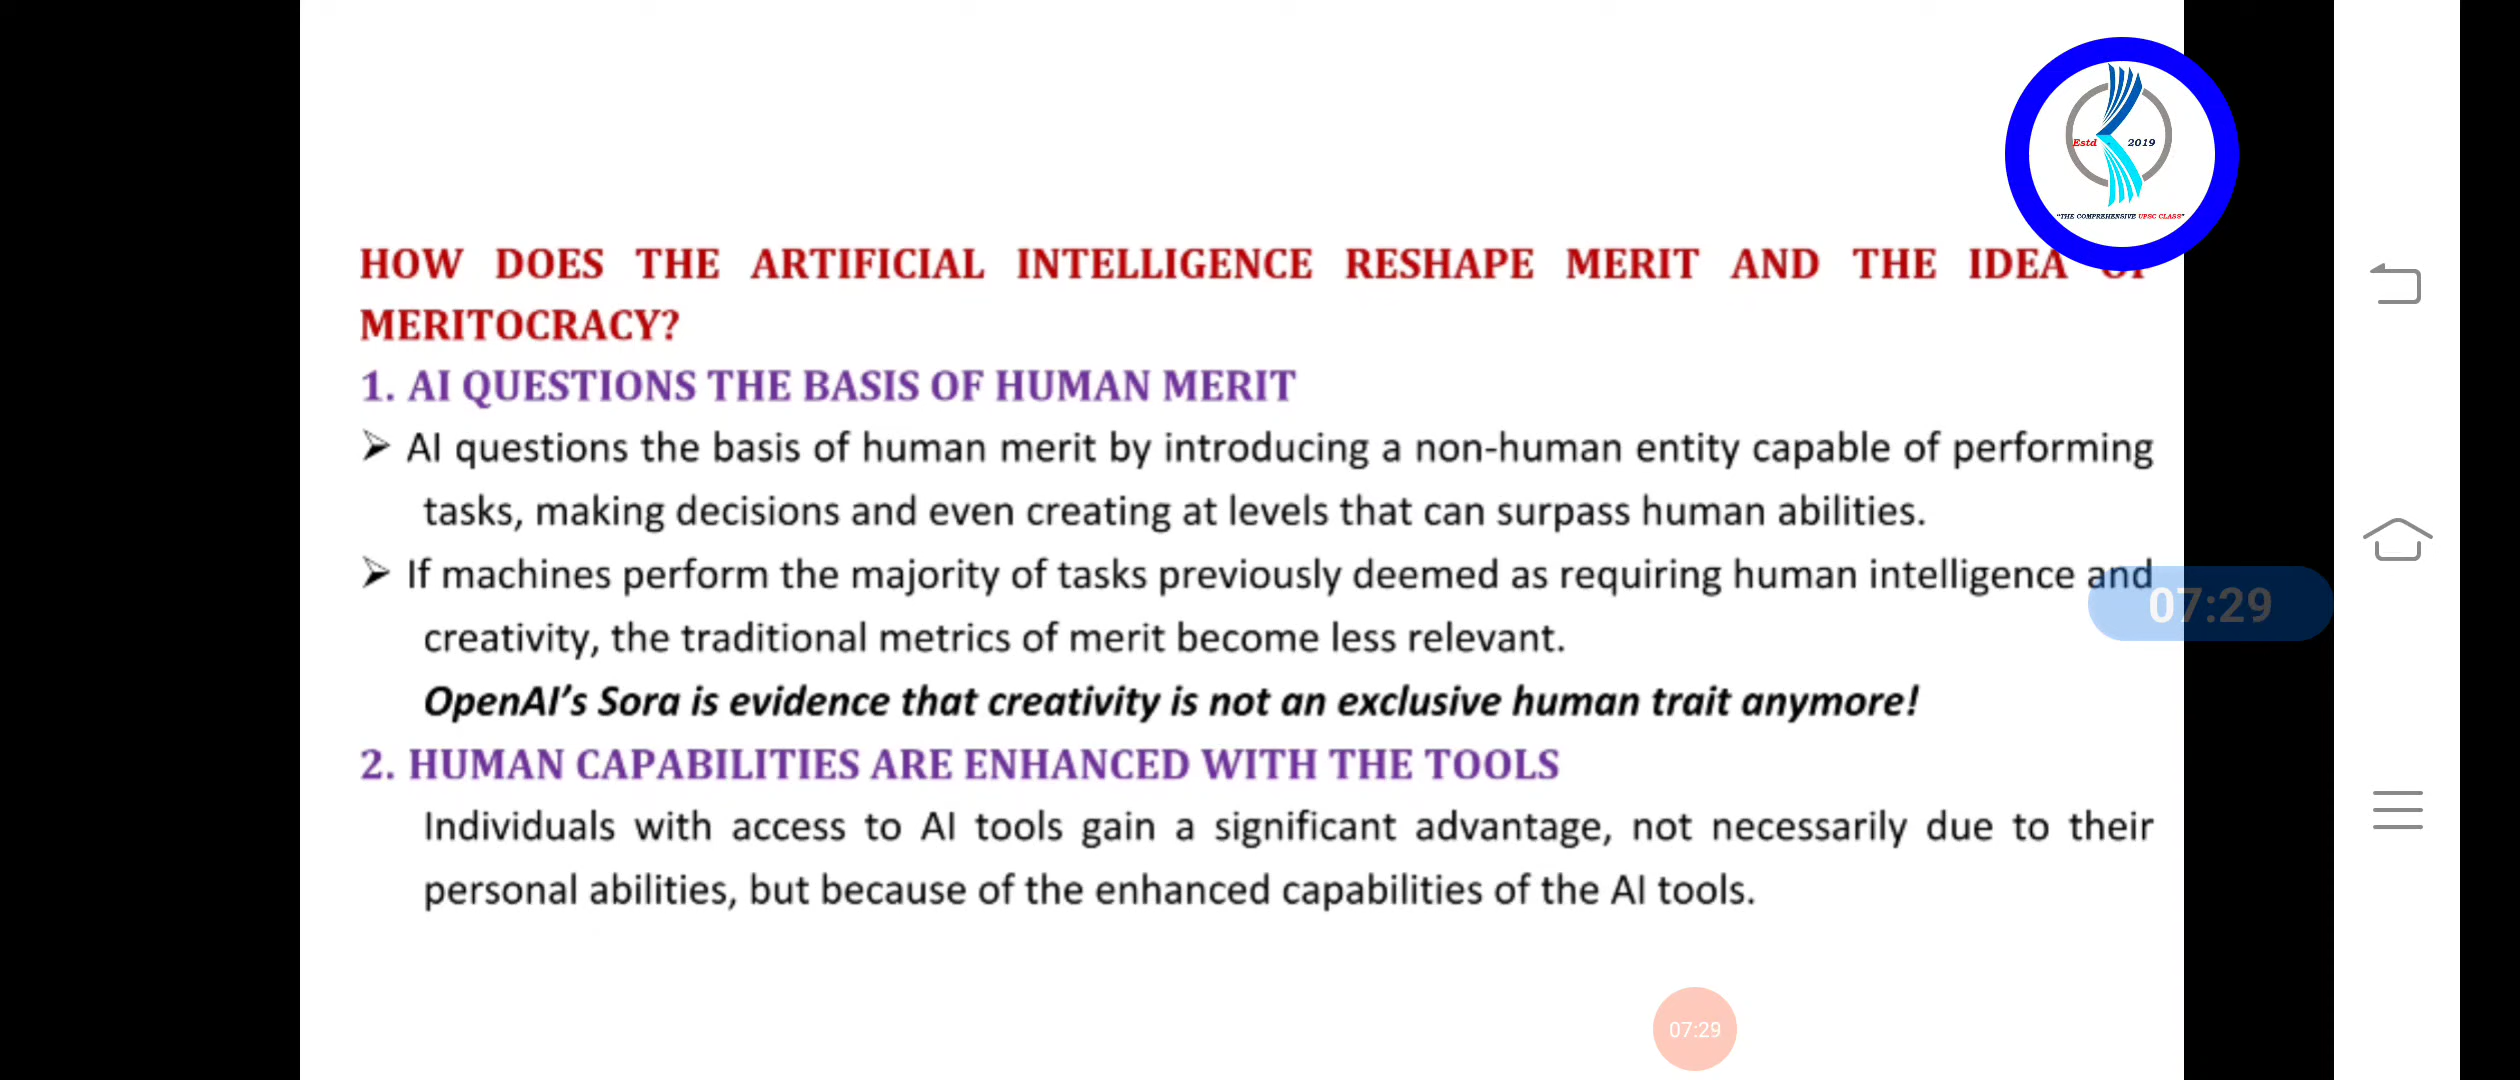 Estd 2019
"THE COMPREHENSIVE UPSC CLASS"
HOW DOES THE ARTIFICIAL INTELLIGENCE RESHAPE MERIT AND THE IDEA OF
MERITOCRACY?
1. AI QUESTIONS THE BASIS OF HUMAN MERIT
➤ AI questions the basis of human merit by introducing a non-human entity capable of performing
tasks, making decisions and even creating at levels that can surpass human abilities.
➤ If machines perform the majority of tasks previously deemed as requiring human intelligence and
07:29
creativity, the traditional metrics of merit become less relevant.
OpenAI's Sora is evidence that creativity is not an exclusive human trait anymore!
2. HUMAN CAPABILITIES ARE ENHANCED WITH THE TOOLS
Individuals with access to AI tools gain a significant advantage, not necessarily due to their
personal abilities, but because of the enhanced capabilities of the AI tools.
07:29